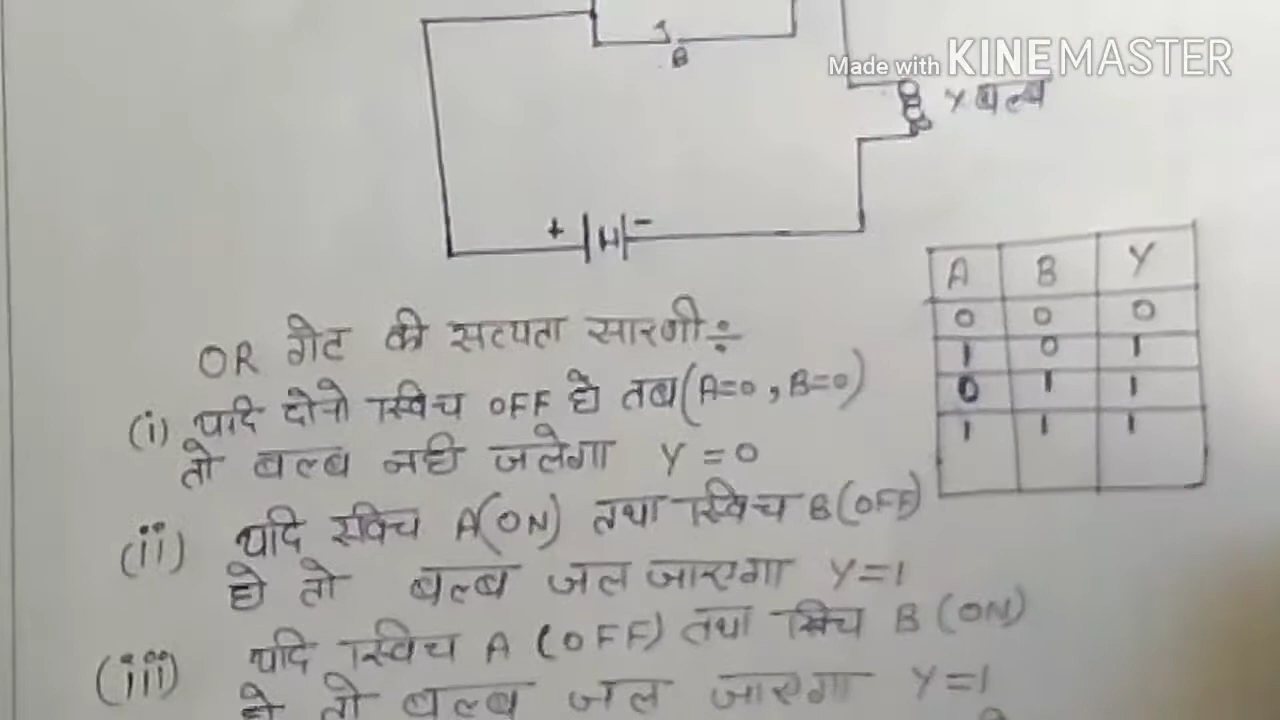 Made with KINEMASTER
B
Y बल्ब
+ -
A B Y
0 0 0
1 0 1
0 1 1
1 1 1
OR गेट की सत्यता सारणी÷
(i) यदि दोनो स्विच OFF हो तब (A=0, B=0)
तो बल्ब नही जलेगा Y = 0
(ii) यदि स्विच A(ON) तथा स्विच B(OFF)
हो तो बल्ब जल जाएगा Y=1
(iii) यदि स्विच A (OFF) तथा स्विच B (ON)
हो तो बल्ब जल जाएगा Y=1